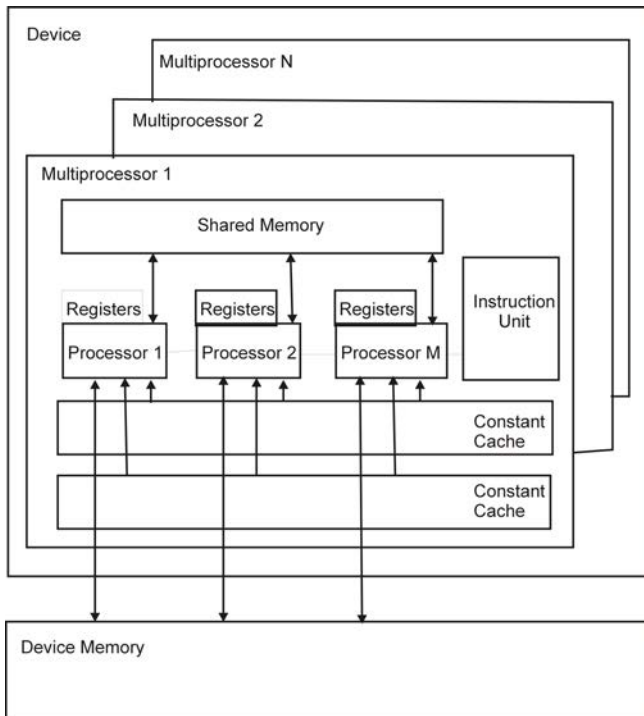 Device
Multiprocessor N
Multiprocessor 2
Multiprocessor 1
Shared Memory
Registers
Registers
Registers
Instruction
Unit
Processor 1
Processor 2
Processor M
Constant
Cache
Constant
Cache
Device Memory